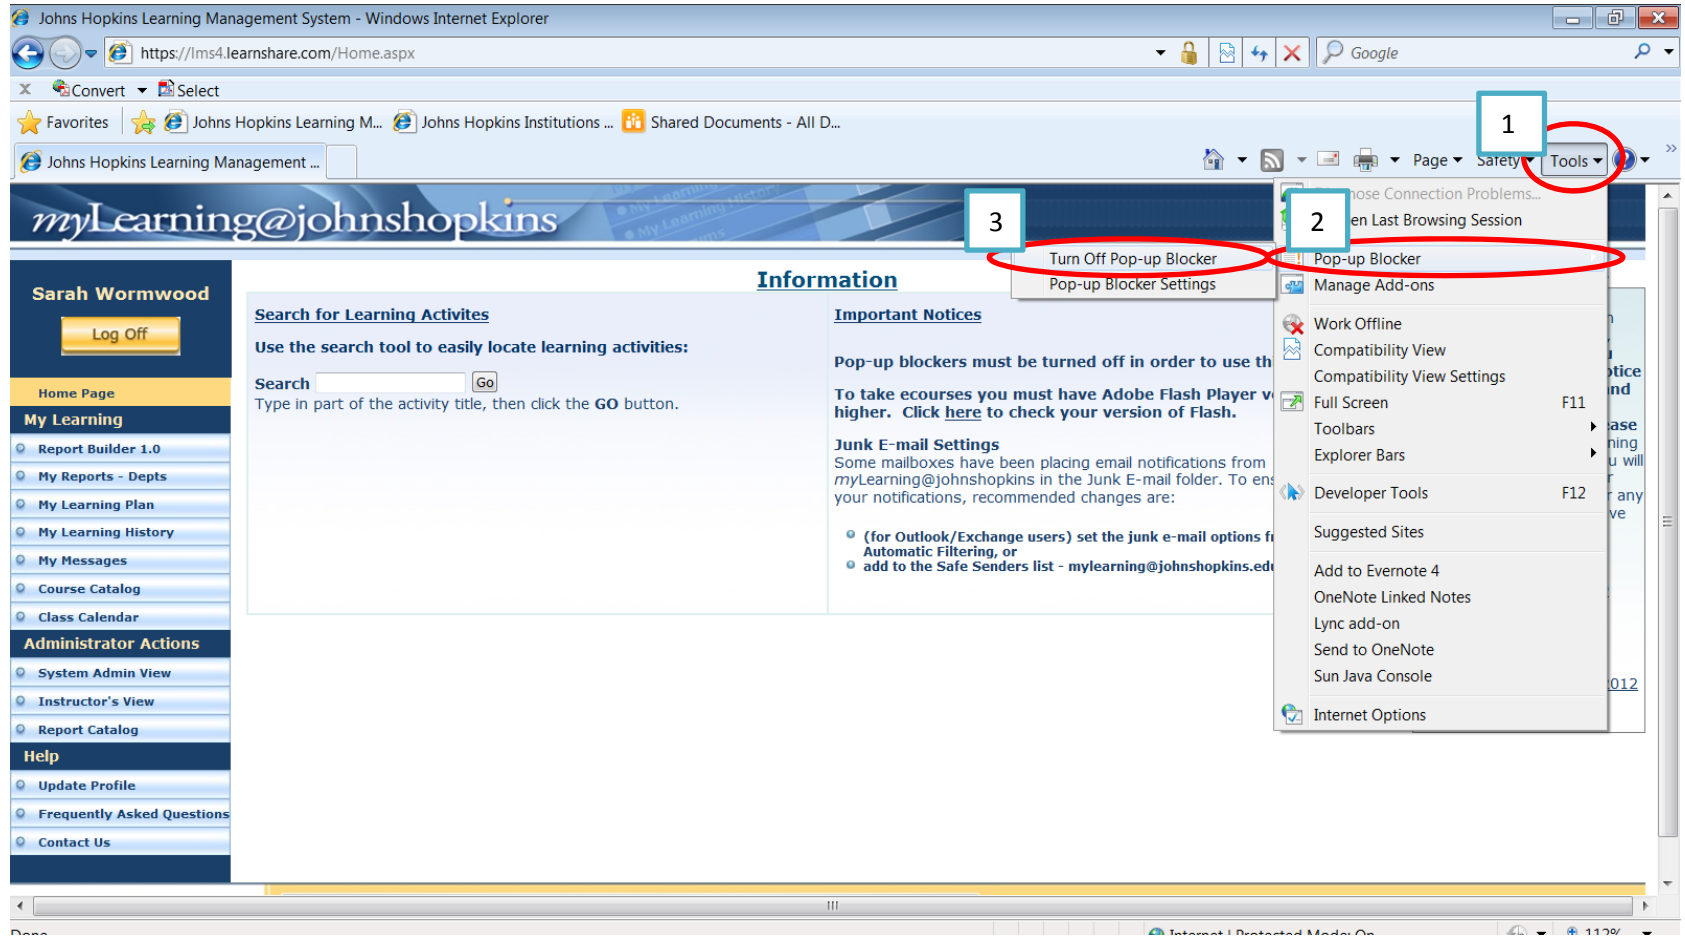 Johns Hopkins Learning Management System - Windows Internet Explorer
https://lms4.learnshare.com/Home.aspx
Google
x Convert Select
Favorites Johns Hopkins Learning M... Johns Hopkins Institutions ... Shared Documents - All D...
1
Johns Hopkins Learning Management ...
Page Safety Tools
myLearning@johnshopkins
3
2
Connection Problems...
Last Browsing Session
Turn Off Pop-up Blocker
Pop-up Blocker Settings
Pop-up Blocker
Manage Add-ons
Work Offline
Compatibility View
Compatibility View Settings
Full Screen F11
Toolbars
Explorer Bars
Developer Tools F12
Suggested Sites
Add to Evernote 4
OneNote Linked Notes
Lync add-on
Send to OneNote
Sun Java Console
Internet Options
Sarah Wormwood
Log Off
Home Page
My Learning
Report Builder 1.0
My Reports - Depts
My Learning Plan
My Learning History
My Messages
Course Catalog
Class Calendar
Administrator Actions
System Admin View
Instructor's View
Report Catalog
Help
Update Profile
Frequently Asked Questions
Contact Us
Information
Search for Learning Activites
Use the search tool to easily locate learning activities:
Search Go
Type in part of the activity title, then click the GO button.
Important Notices
Pop-up blockers must be turned off in order to use
To take ecourses you must have Adobe Flash Player
higher. Click here to check your version of Flash.
Junk E-mail Settings
Some mailboxes have been placing email notifications from
myLearning@johnshopkins in the Junk E-mail folder. To
your notifications, recommended changes are:
(for Outlook/Exchange users) set the junk e-mail options
Automatic Filtering, or
add to the Safe Senders list - mylearning@johnshopkins.edu
and
will
any
012
Done
Internet | Protected Mode: On
112%